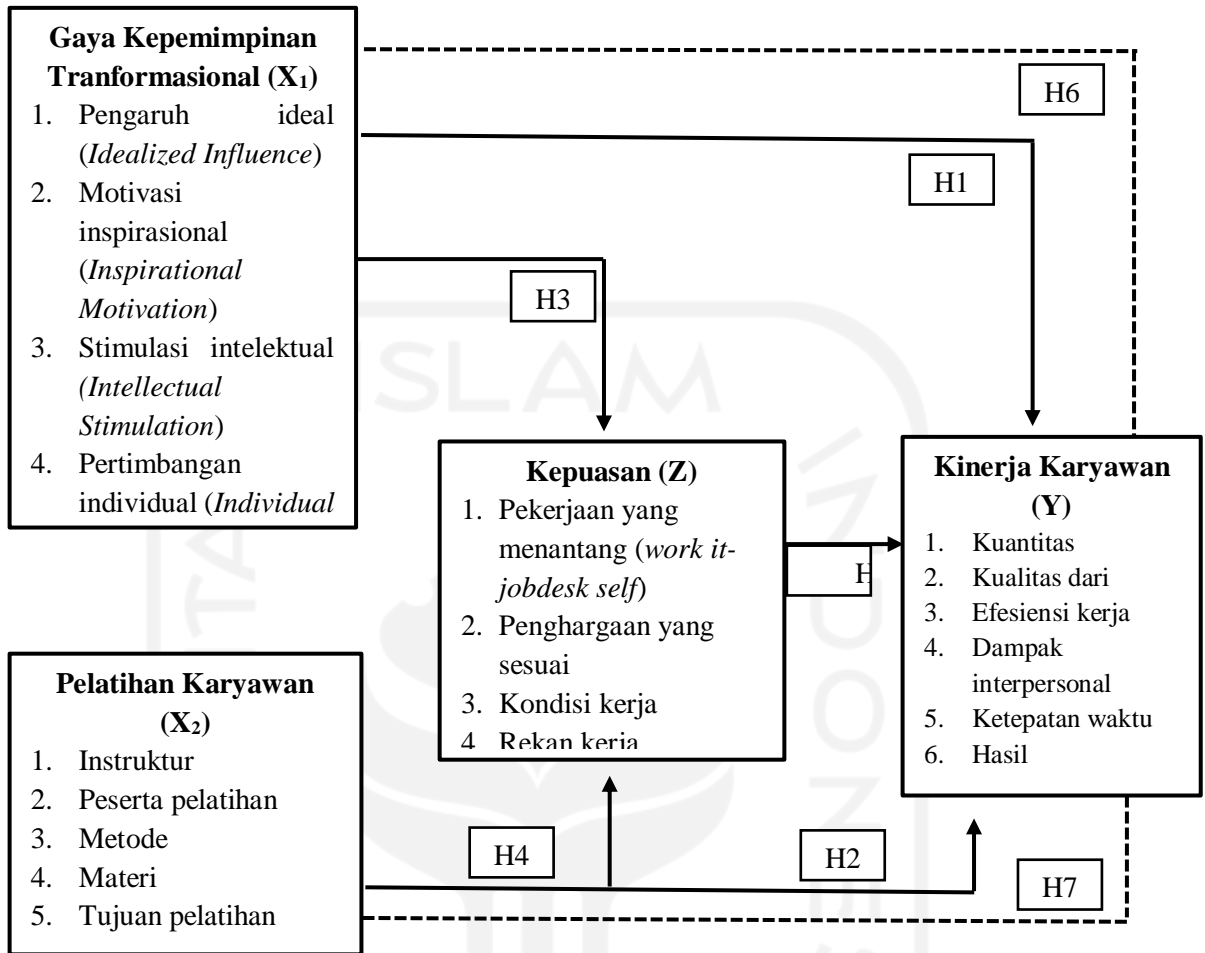 Gaya Kepemimpinan
Tranformasional (X₁)
1. Pengaruh ideal
(Idealized Influence)
2. Motivasi
inspirasional
(Inspirational
Motivation)
3. Stimulasi intelektual
(Intellectual
Stimulation)
4. Pertimbangan
individual (Individual
H6
H1
H3
Kepuasan (Z)
1. Pekerjaan yang
menantang (work it-
jobdesk self)
2. Penghargaan yang
sesuai
3. Kondisi kerja
4 Rekan kerja
H
Kinerja Karyawan
(Y)
1. Kuantitas
2. Kualitas dari
3. Efesiensi kerja
4. Dampak
interpersonal
5. Ketepatan waktu
6. Hasil
Pelatihan Karyawan
(X₂)
1. Instruktur
2. Peserta pelatihan
3. Metode
4. Materi
5. Tujuan pelatihan
H4
H2
H7
ISLAM